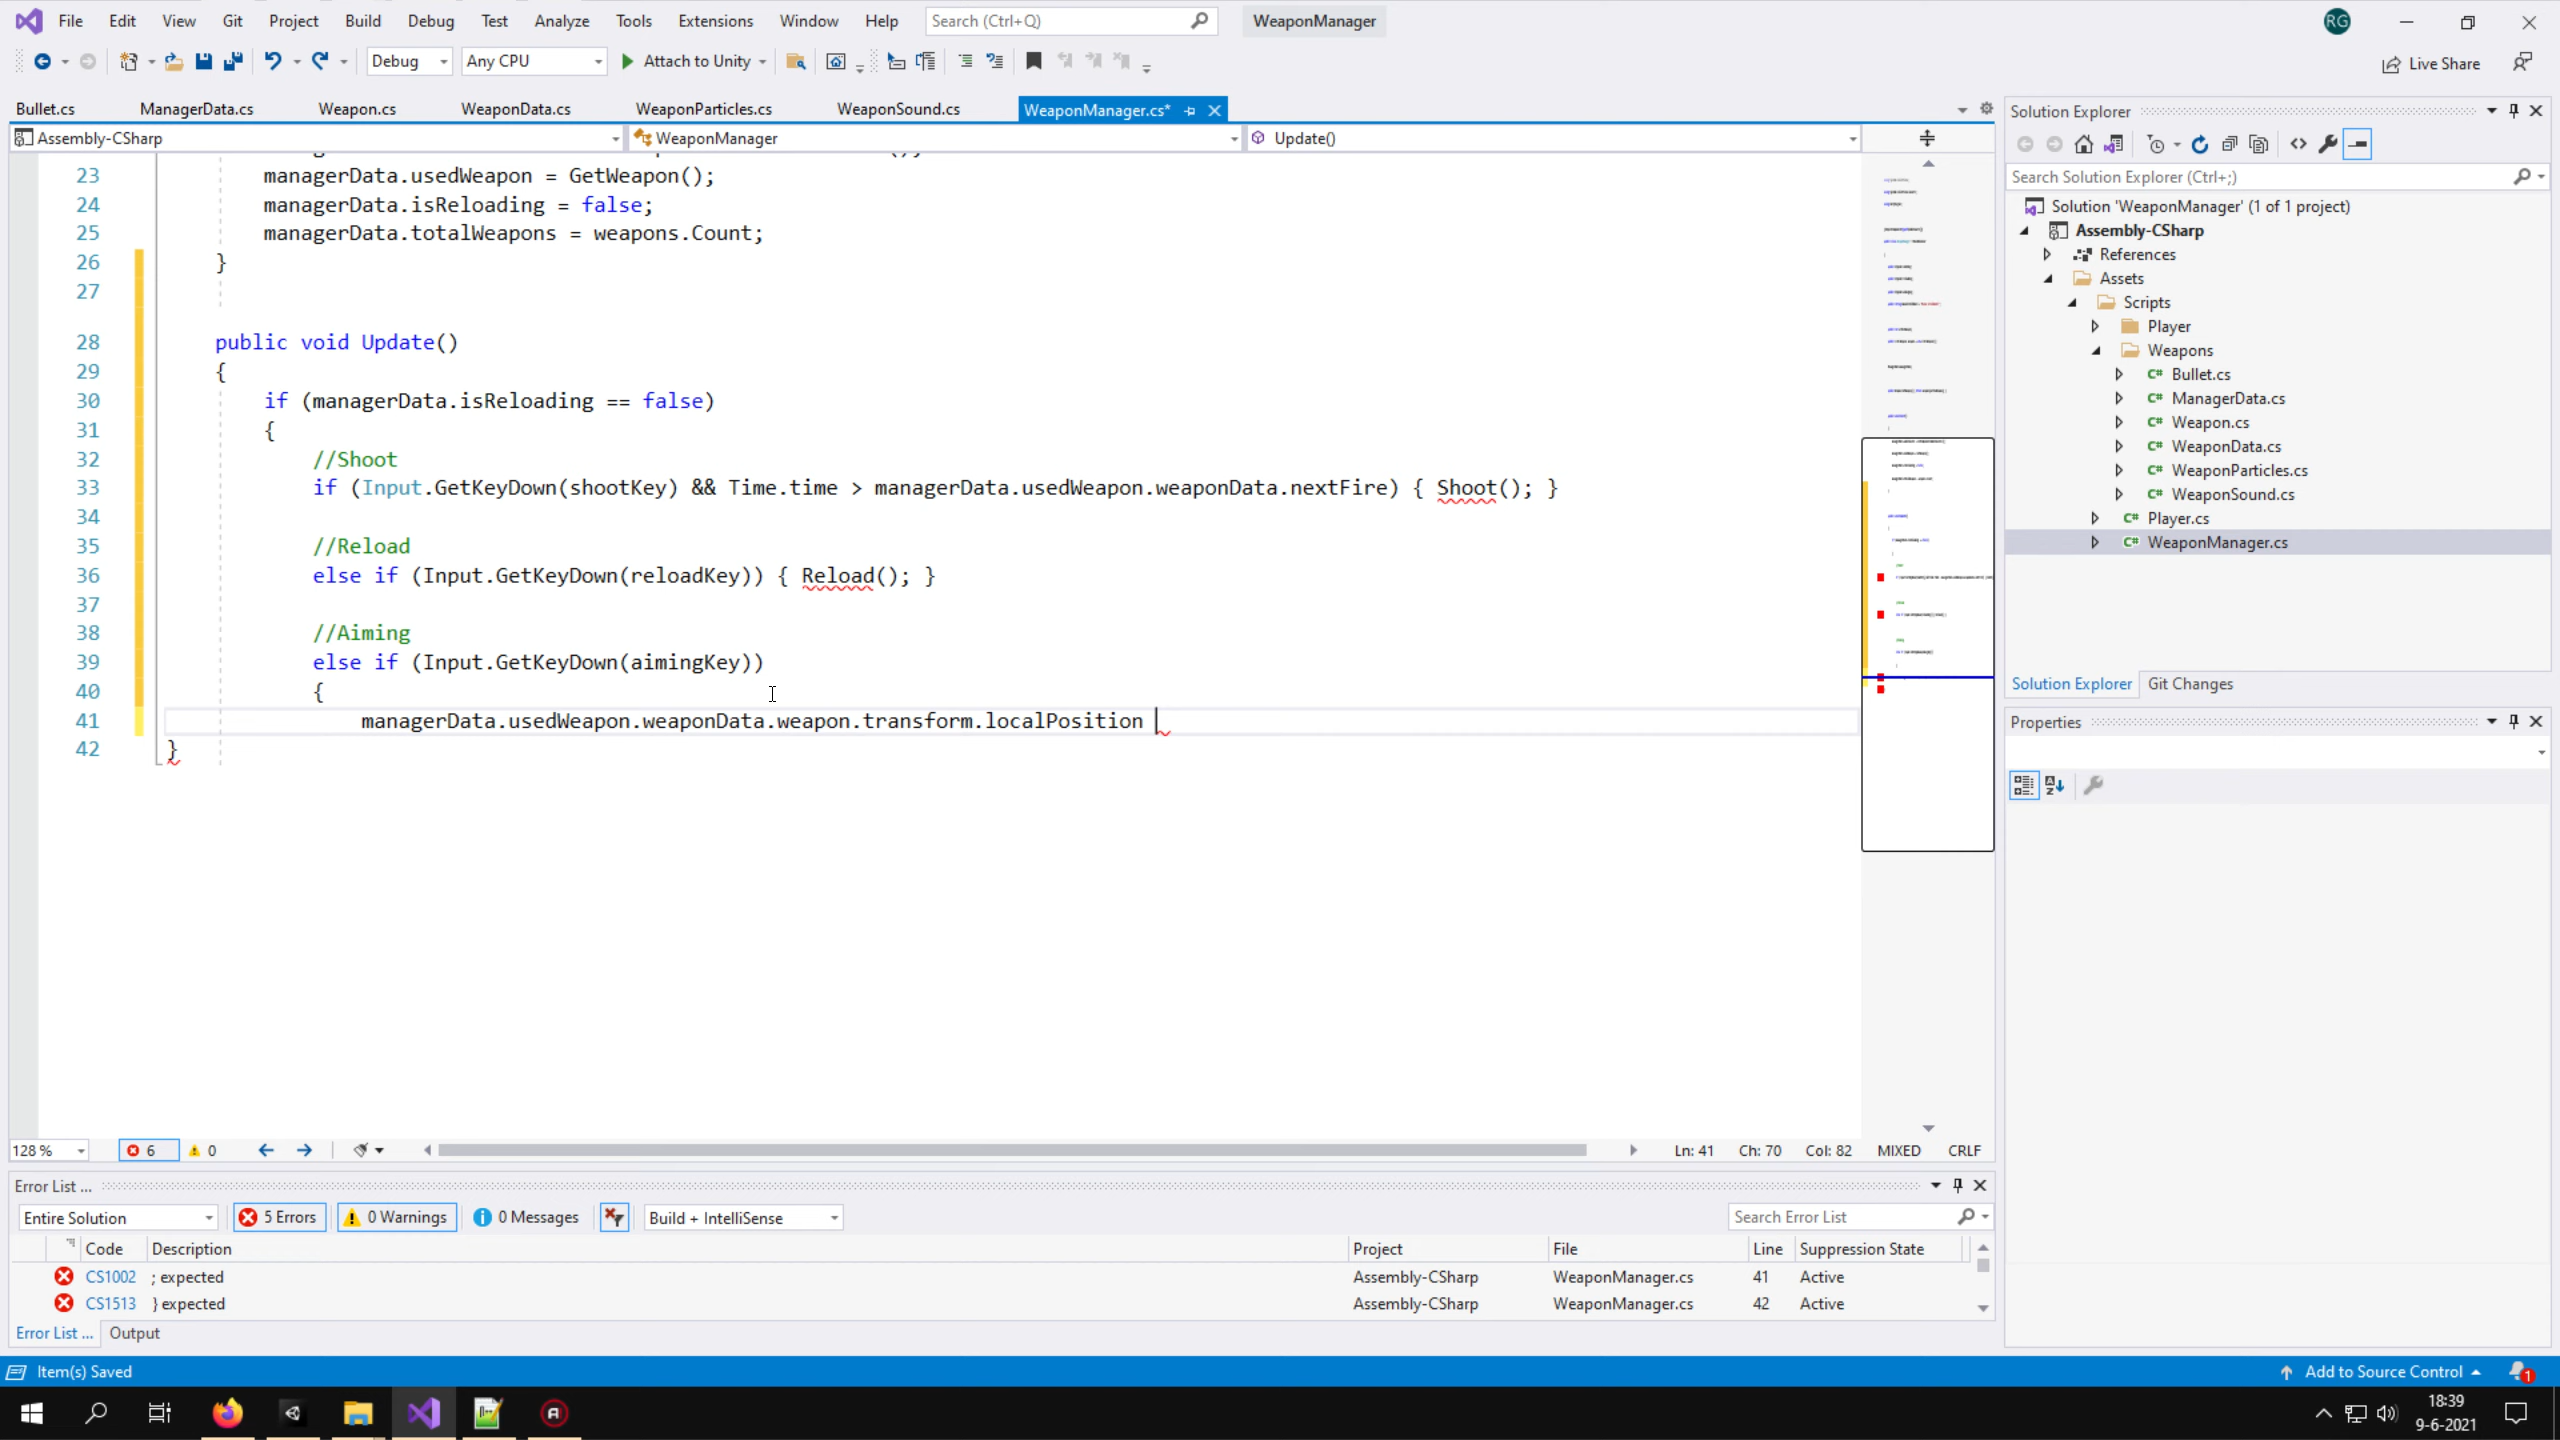 File Edit View Git Project Build Debug Test Analyze Tools Extensions Window Help Search (Ctrl+Q) WeaponManager RG
Debug Any CPU Attach to Unity Live Share
Bullet.cs ManagerData.cs Weapon.cs WeaponData.cs WeaponParticles.cs WeaponSound.cs WeaponManager.cs*
Assembly-CSharp WeaponManager Update()
23 managerData.usedWeapon = GetWeapon();
24 managerData.isReloading = false;
25 managerData.totalWeapons = weapons.Count;
26 }
27
28 public void Update()
29 {
30 if (managerData.isReloading == false)
31 {
32 //Shoot
33 if (Input.GetKeyDown(shootKey) && Time.time > managerData.usedWeapon.weaponData.nextFire) { Shoot(); }
34
35 //Reload
36 else if (Input.GetKeyDown(reloadKey)) { Reload(); }
37
38 //Aiming
39 else if (Input.GetKeyDown(aimingKey))
40 {
41 managerData.usedWeapon.weaponData.weapon.transform.localPosition
42 }
128 % 6 0 Ln: 41 Ch: 70 Col: 82 MIXED CRLF
Error List ...
Entire Solution 5 Errors 0 Warnings 0 Messages Build + IntelliSense Search Error List
Code Description Project File Line Suppression State
CS1002 ; expected Assembly-CSharp WeaponManager.cs 41 Active
CS1513 } expected Assembly-CSharp WeaponManager.cs 42 Active
Error List ... Output
Solution Explorer
Search Solution Explorer (Ctrl+;)
Solution 'WeaponManager' (1 of 1 project)
Assembly-CSharp
References
Assets
Scripts
Player
Weapons
C# Bullet.cs
C# ManagerData.cs
C# Weapon.cs
C# WeaponData.cs
C# WeaponParticles.cs
C# WeaponSound.cs
C# Player.cs
C# WeaponManager.cs
Solution Explorer Git Changes
Properties
Item(s) Saved Add to Source Control 1
18:39
9-6-2021